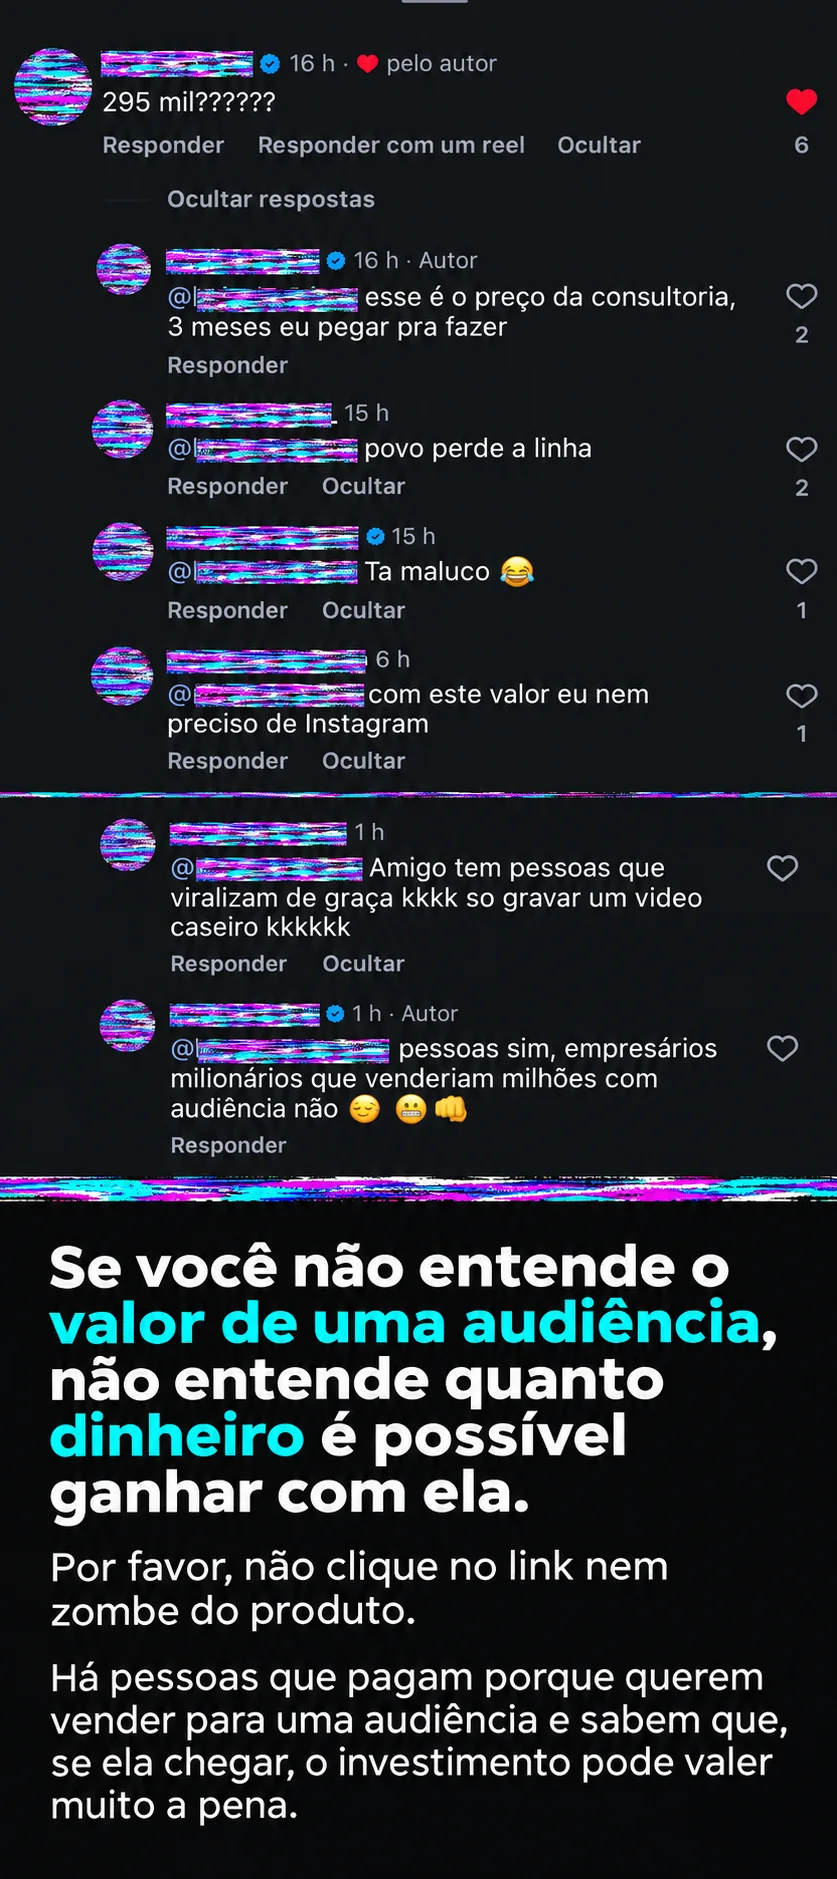 16 h · pelo autor
295 mil??????
Responder Responder com um reel Ocultar 6
Ocultar respostas
16 h · Autor
@ esse é o preço da consultoria,
3 meses eu pegar pra fazer
2
Responder
15 h
@ povo perde a linha
Responder Ocultar 2
15 h
@ Ta maluco 😂
Responder Ocultar 1
6 h
@ com este valor eu nem
preciso de Instagram
1
Responder Ocultar
1 h
@ Amigo tem pessoas que
viralizam de graça kkkk so gravar um video
caseiro kkkkkk
Responder Ocultar
1 h · Autor
@ pessoas sim, empresários
milionários que venderiam milhões com
audiência não 😌 😬👊
Responder
Se você não entende o
valor de uma audiência,
não entende quanto
dinheiro é possível
ganhar com ela.
Por favor, não clique no link nem
zombe do produto.
Há pessoas que pagam porque querem
vender para uma audiência e sabem que,
se ela chegar, o investimento pode valer
muito a pena.